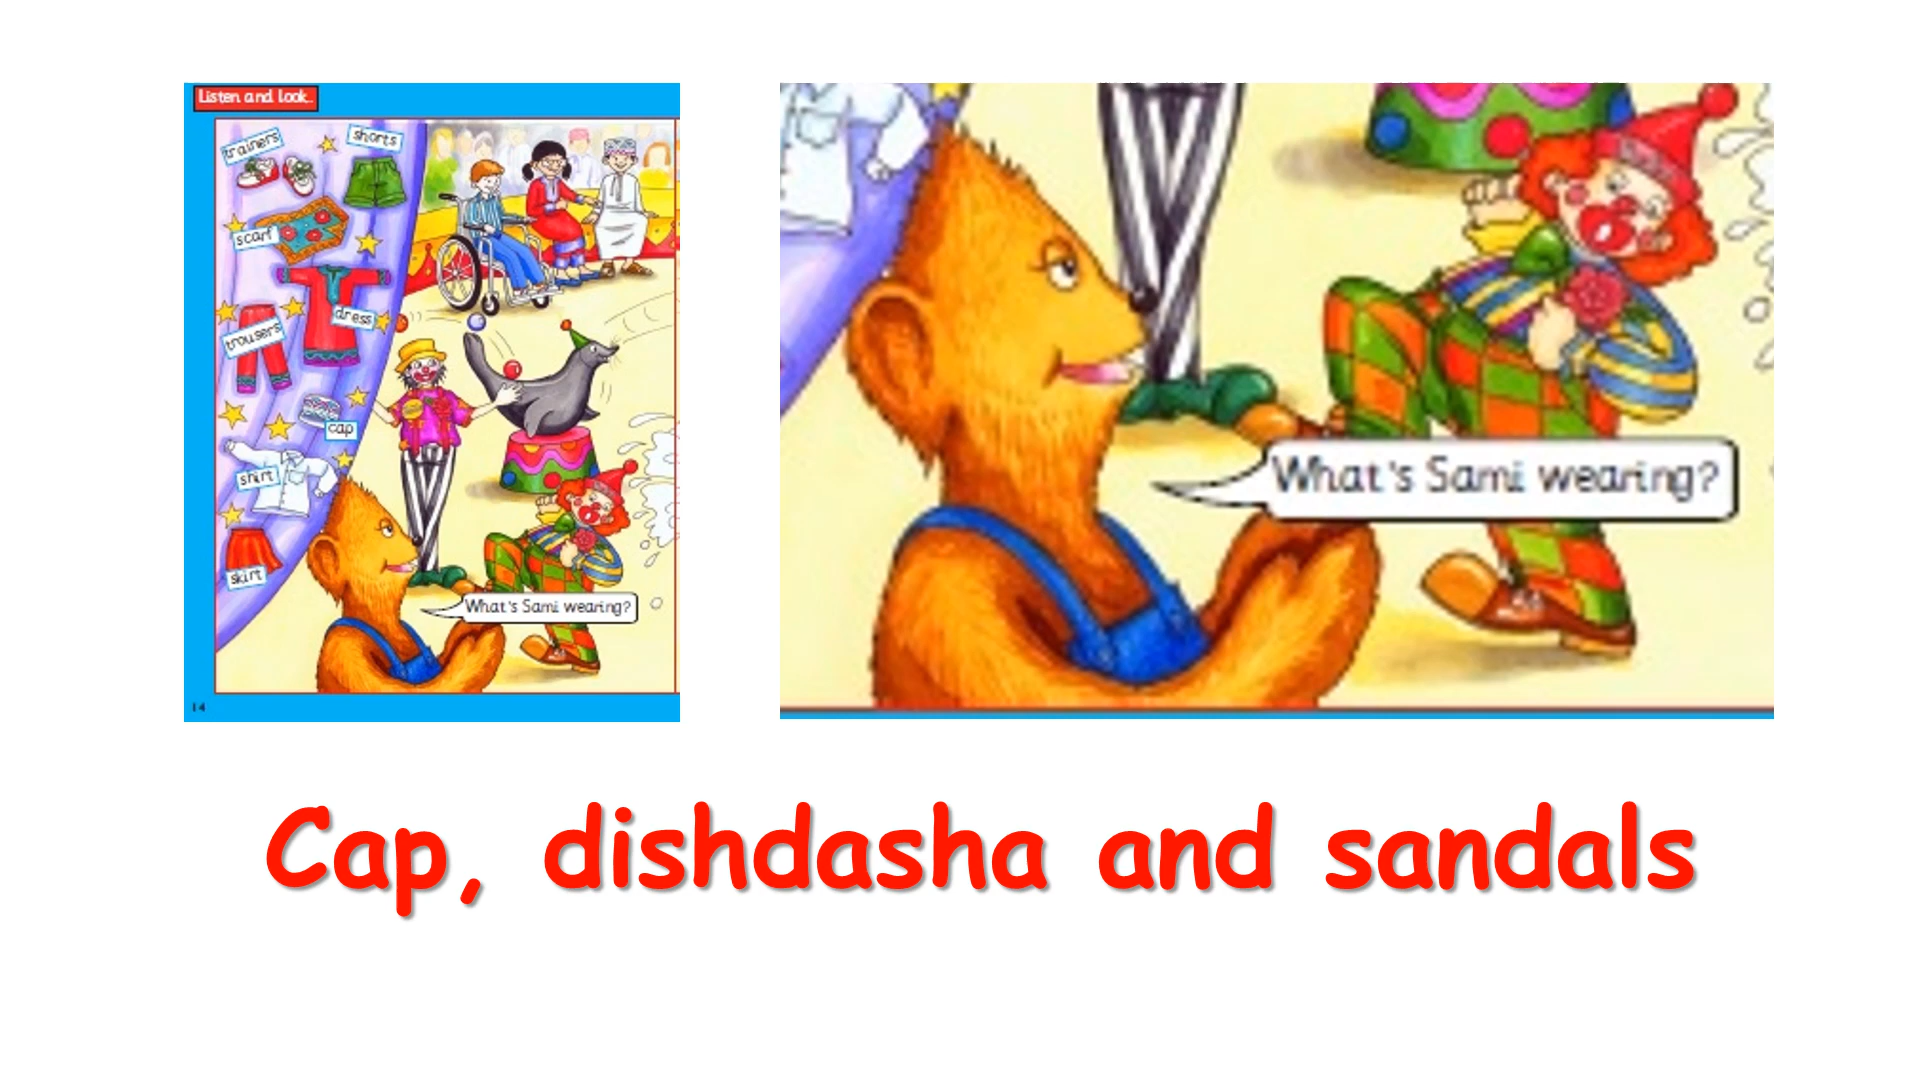 Listen and look..
trainers
shorts
scarf
dress
trousers
cap
shirt
skirt
What's Sami wearing?
14
What's Sami wearing?
Cap, dishdasha and sandals